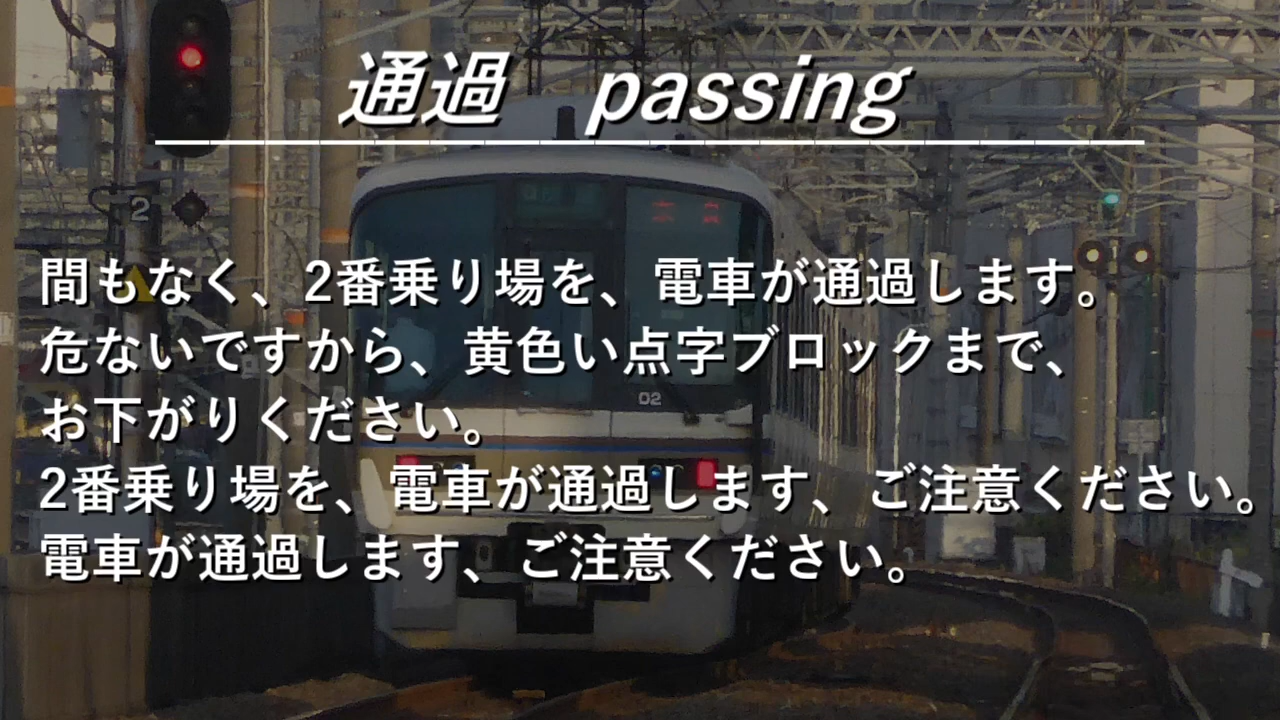 通過　passing
2
間もなく、2番乗り場を、電車が通過します。
危ないですから、黄色い点字ブロックまで、
お下がりください。
02
2番乗り場を、電車が通過します、ご注意ください。
電車が通過します、ご注意ください。